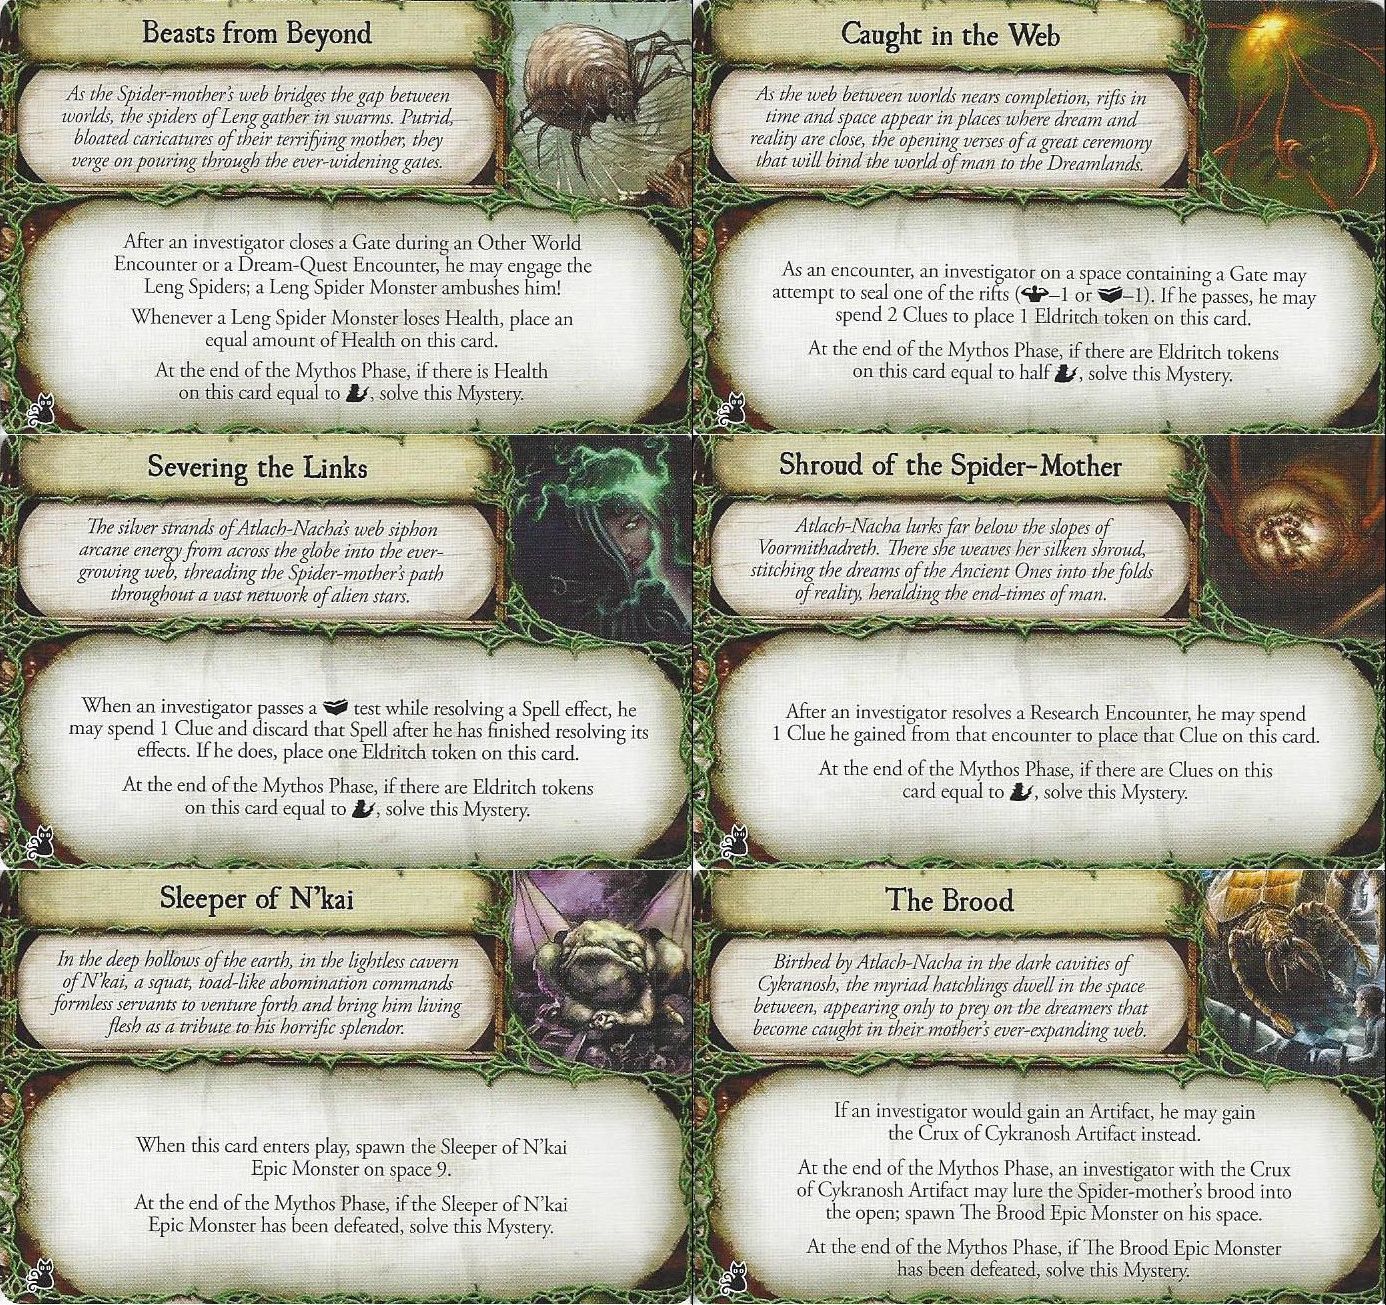 Beasts from Beyond
As the Spider-mother's web bridges the gap between
worlds, the spiders of Leng gather in swarms. Putrid,
bloated caricatures of their terrifying mother, they
verge on pouring through the ever-widening gates.
After an investigator closes a Gate during an Other World
Encounter or a Dream-Quest Encounter, he may engage the
Leng Spiders; a Leng Spider Monster ambushes him!
Whenever a Leng Spider Monster loses Health, place an
equal amount of Health on this card.
At the end of the Mythos Phase, if there is Health
on this card equal to , solve this Mystery.
Caught in the Web
As the web between worlds nears completion, rifts in
time and space appear in places where dream and
reality are close, the opening verses of a great ceremony
that will bind the world of man to the Dreamlands.
As an encounter, an investigator on a space containing a Gate may
attempt to seal one of the rifts (–1 or –1). If he passes, he may
spend 2 Clues to place 1 Eldritch token on this card.
At the end of the Mythos Phase, if there are Eldritch tokens
on this card equal to half , solve this Mystery.
Severing the Links
The silver strands of Atlach-Nacha's web siphon
arcane energy from across the globe into the ever-
growing web, threading the Spider-mother's path
throughout a vast network of alien stars.
When an investigator passes a test while resolving a Spell effect, he
may spend 1 Clue and discard that Spell after he has finished resolving its
effects. If he does, place one Eldritch token on this card.
At the end of the Mythos Phase, if there are Eldritch tokens
on this card equal to , solve this Mystery.
Shroud of the Spider-Mother
Atlach-Nacha lurks far below the slopes of
Voormithadreth. There she weaves her silken shroud,
stitching the dreams of the Ancient Ones into the folds
of reality, heralding the end-times of man.
After an investigator resolves a Research Encounter, he may spend
1 Clue he gained from that encounter to place that Clue on this card.
At the end of the Mythos Phase, if there are Clues on this
card equal to , solve this Mystery.
Sleeper of N'kai
In the deep hollows of the earth, in the lightless cavern
of N'kai, a squat, toad-like abomination commands
formless servants to venture forth and bring him living
flesh as a tribute to his horrific splendor.
When this card enters play, spawn the Sleeper of N'kai
Epic Monster on space 9.
At the end of the Mythos Phase, if the Sleeper of N'kai
Epic Monster has been defeated, solve this Mystery.
The Brood
Birthed by Atlach-Nacha in the dark cavities of
Cykranosh, the myriad hatchlings dwell in the space
between, appearing only to prey on the dreamers that
become caught in their mother's ever-expanding web.
If an investigator would gain an Artifact, he may gain
the Crux of Cykranosh Artifact instead.
At the end of the Mythos Phase, an investigator with the Crux
of Cykranosh Artifact may lure the Spider-mother's brood into
the open; spawn The Brood Epic Monster on his space.
At the end of the Mythos Phase, if The Brood Epic Monster
has been defeated, solve this Mystery.